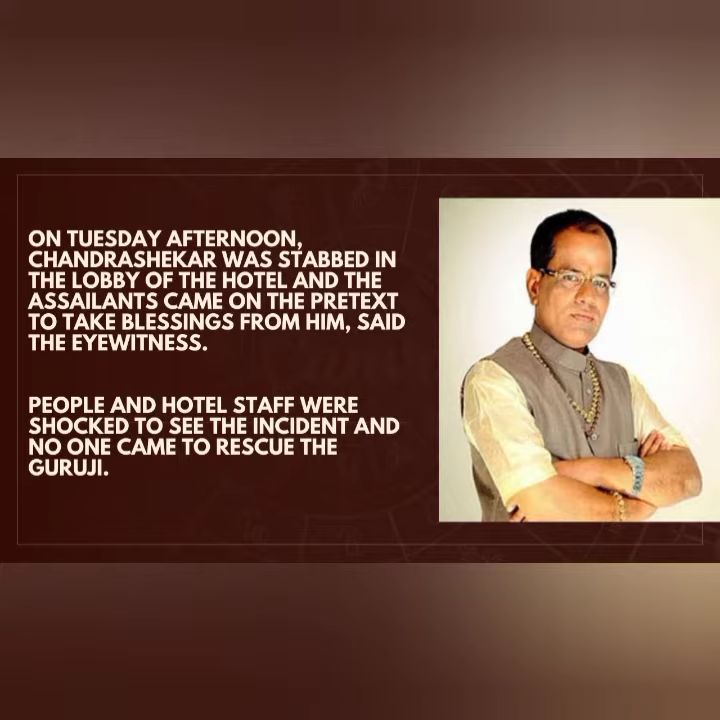 ON TUESDAY AFTERNOON,
CHANDRASHEKAR WAS STABBED IN
THE LOBBY OF THE HOTEL AND THE
ASSAILANTS CAME ON THE PRETEXT
TO TAKE BLESSINGS FROM HIM, SAID
THE EYEWITNESS.
PEOPLE AND HOTEL STAFF WERE
SHOCKED TO SEE THE INCIDENT AND
NO ONE CAME TO RESCUE THE
GURUJI.